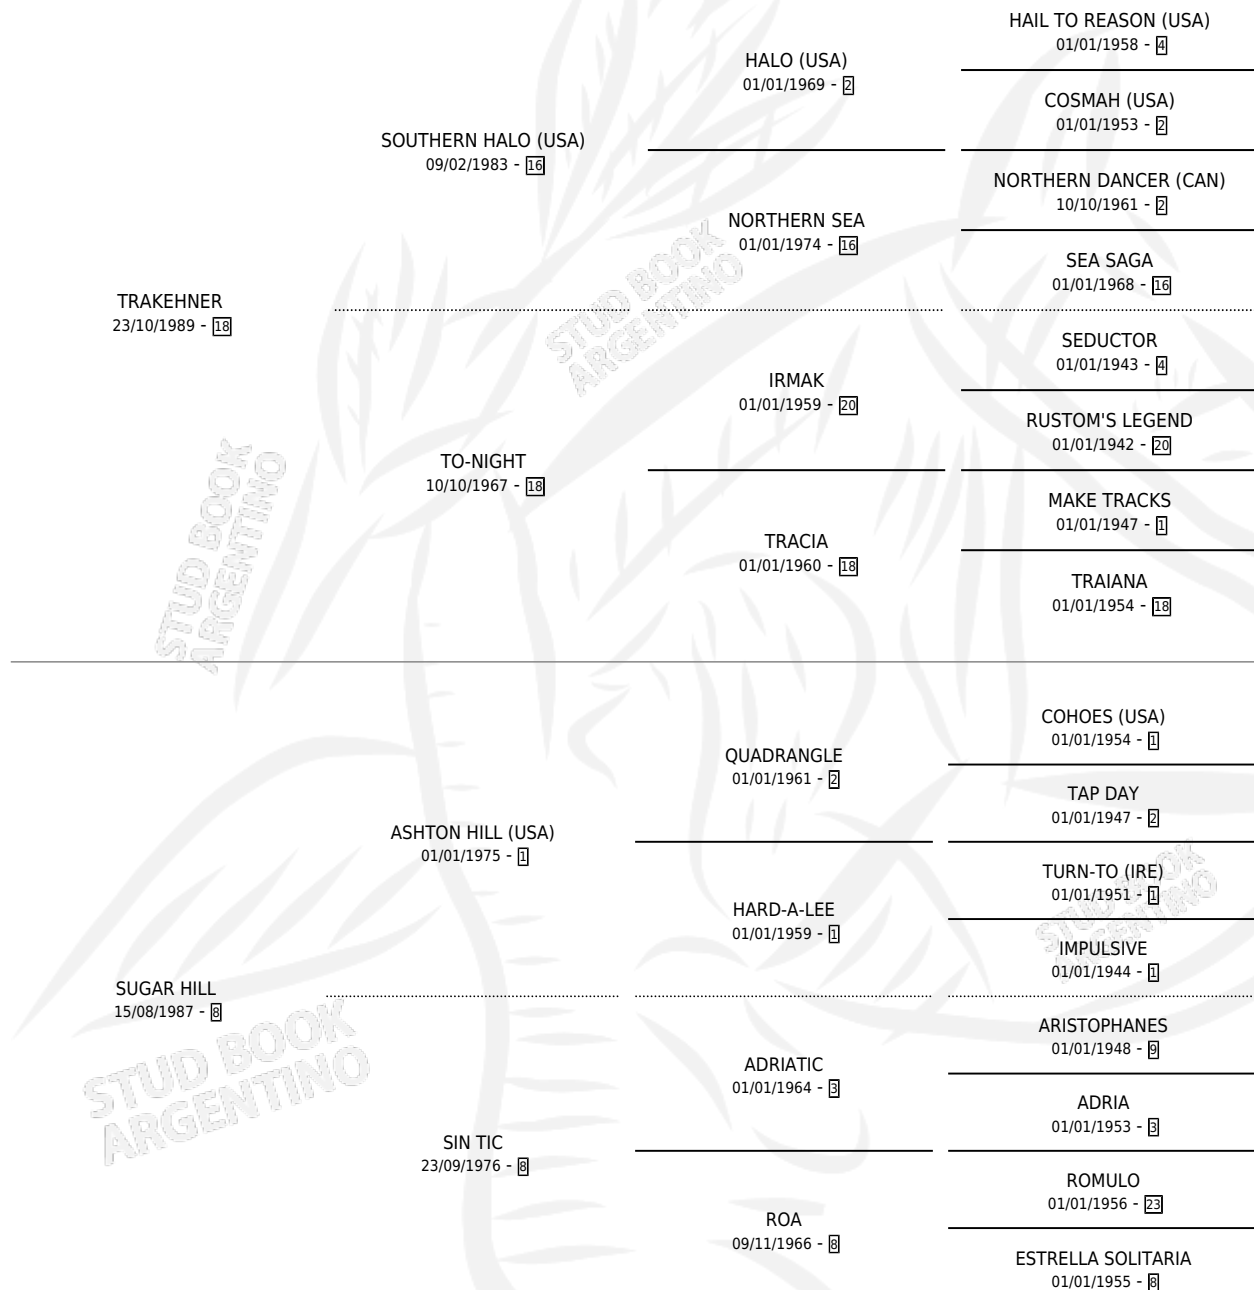 HAIL TO REASON (USA)
01/01/1958 - 4
HALO (USA)
01/01/1969 - 2
COSMAH (USA)
01/01/1953 - 2
SOUTHERN HALO (USA)
09/02/1983 - 16
NORTHERN DANCER (CAN)
10/10/1961 - 2
NORTHERN SEA
01/01/1974 - 16
SEA SAGA
01/01/1968 - 16
TRAKEHNER
23/10/1989 - 18
SEDUCTOR
01/01/1943 - 4
IRMAK
01/01/1959 - 20
RUSTOM'S LEGEND
01/01/1942 - 20
TO-NIGHT
10/10/1967 - 18
MAKE TRACKS
01/01/1947 - 1
TRACIA
01/01/1960 - 18
TRAIANA
01/01/1954 - 18
COHOES (USA)
01/01/1954 - 1
QUADRANGLE
01/01/1961 - 2
TAP DAY
01/01/1947 - 2
ASHTON HILL (USA)
01/01/1975 - 1
TURN-TO (IRE)
01/01/1951 - 1
HARD-A-LEE
01/01/1959 - 1
IMPULSIVE
01/01/1944 - 1
SUGAR HILL
15/08/1987 - 8
ARISTOPHANES
01/01/1948 - 9
ADRIATIC
01/01/1964 - 3
ADRIA
01/01/1953 - 3
SIN TIC
23/09/1976 - 8
ROMULO
01/01/1956 - 23
ROA
09/11/1966 - 8
ESTRELLA SOLITARIA
01/01/1955 - 8
STUD BOOK
ARGENTINO
STUD BOOK
ARGENTINO
STUD BOOK
ARGENTINO
STUD BOOK
ARGENTINO